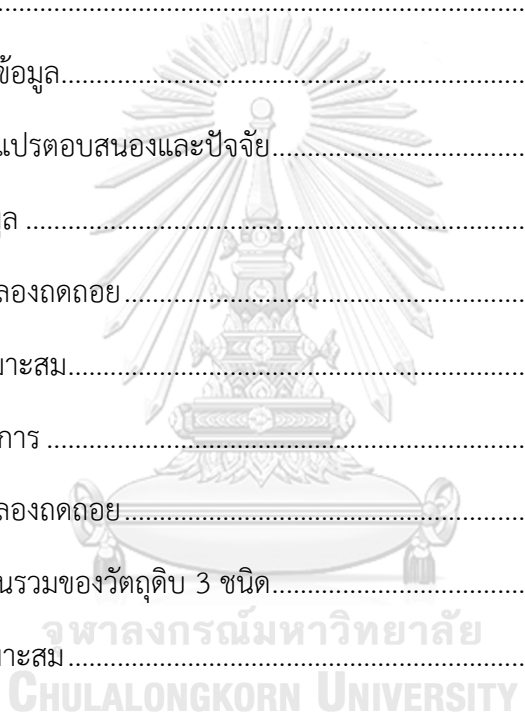 ....................................................................
ข้อมูล....................................................................
แปรตอบสนองและปัจจัย...........................................
มูล ....................................................................
ลองถดถอย.............................................................
มาะสม....................................................................
การ ....................................................................
ลองถดถอย.............................................................
นรวมของวัตถุดิบ 3 ชนิด...........................................
จุฬาลงกรณ์มหาวิทยาลัย
มาะสม....................................................................
CHULALONGKORN UNIVERSITY